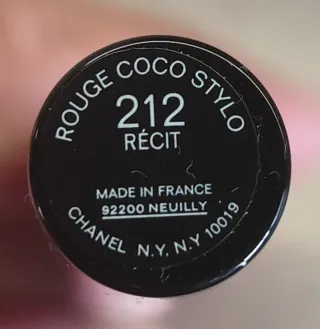 ROUGE COCO STYLO
212
RÉCIT
MADE IN FRANCE
92200 NEUILLY
CHANEL N.Y, N.Y 10019